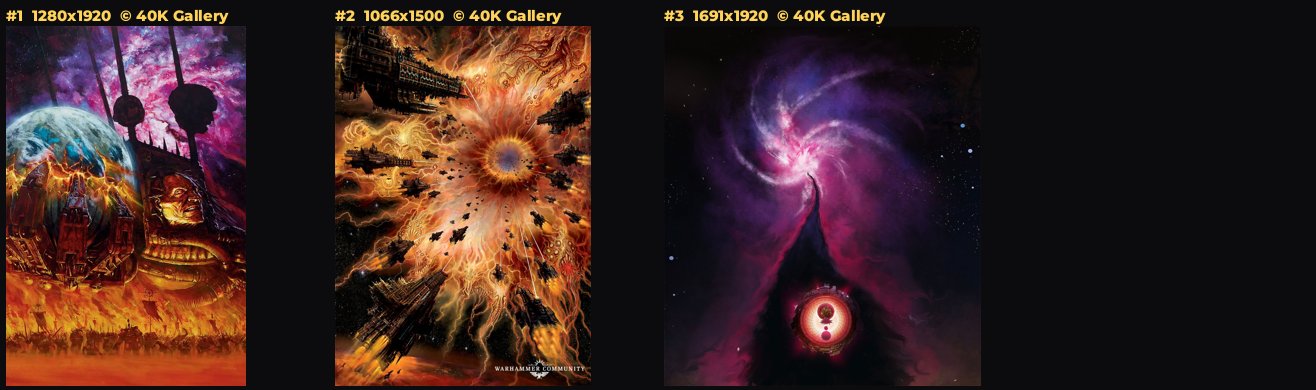 #1 1280x1920 © 40K Gallery
#2 1066x1500 © 40K Gallery
#3 1691x1920 © 40K Gallery
WARHAMMER COMMUNITY